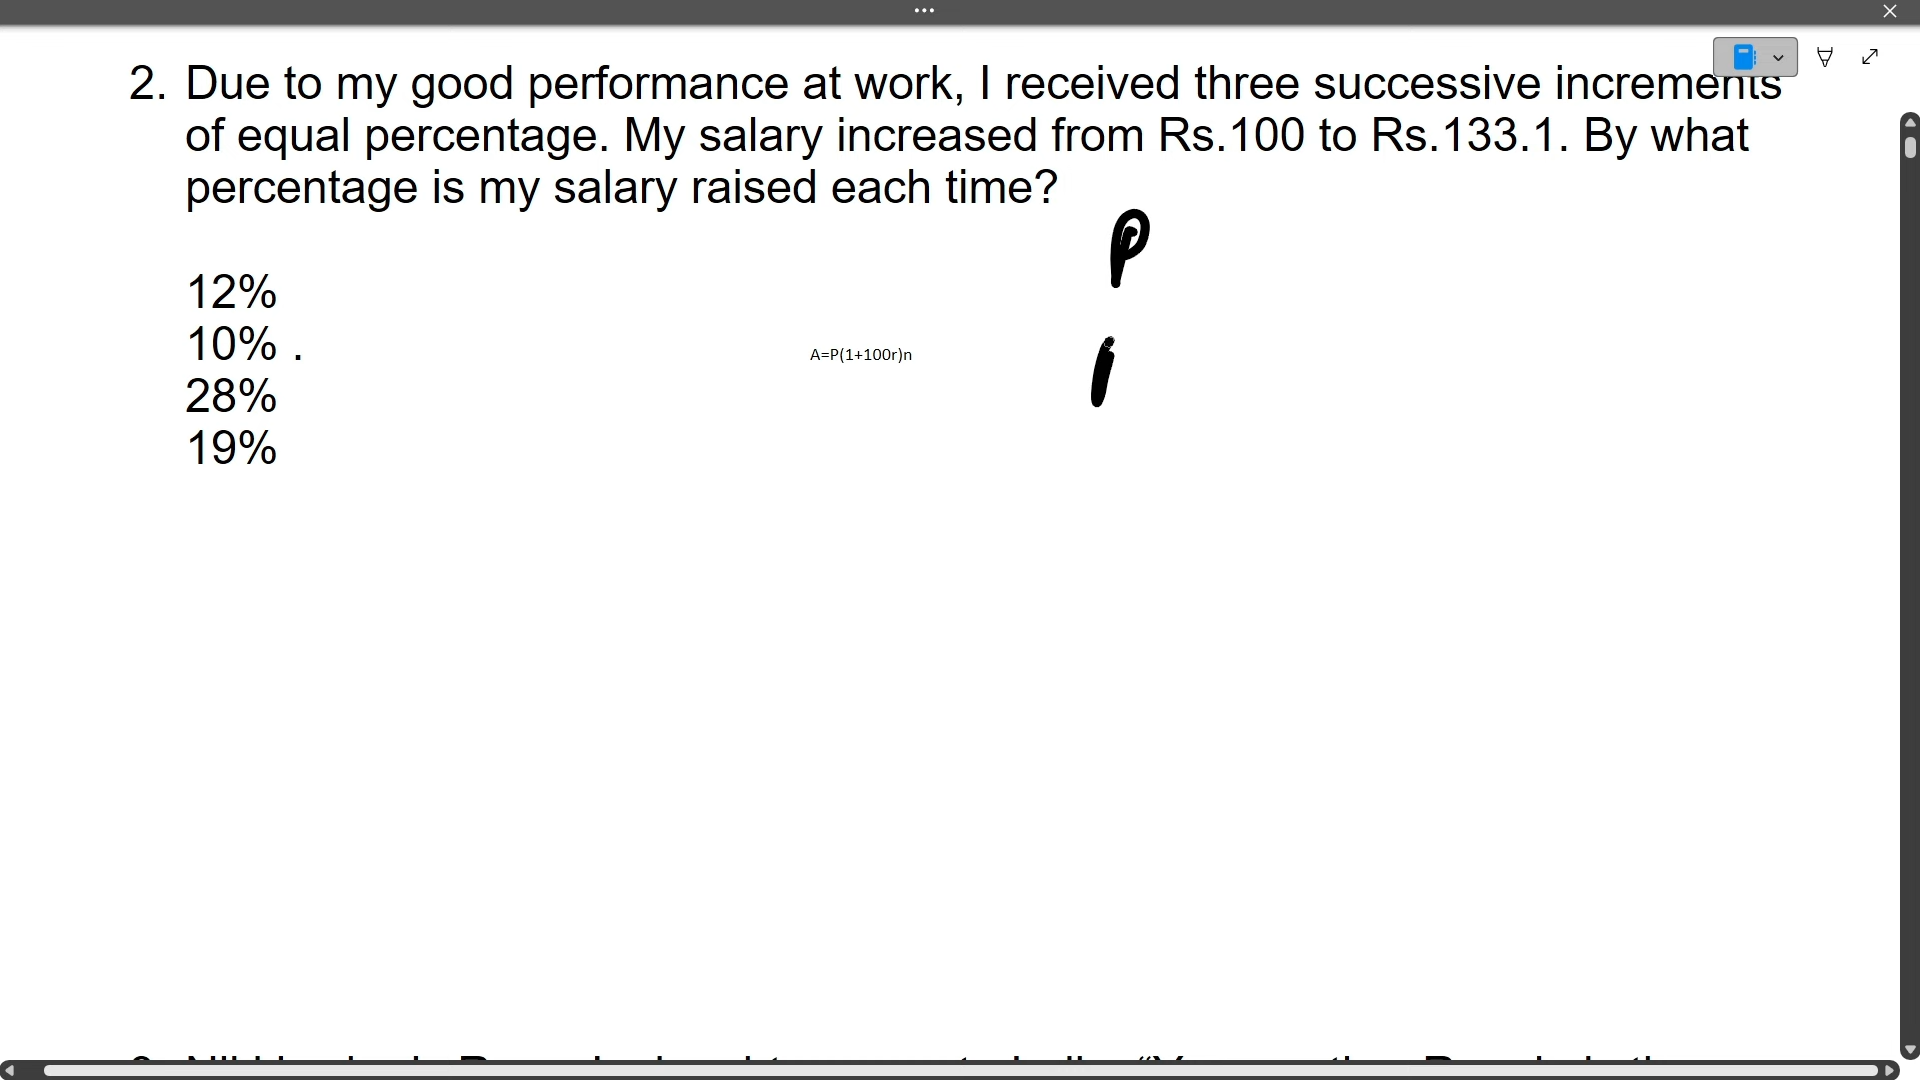 2. Due to my good performance at work, I received three successive increments
of equal percentage. My salary increased from Rs.100 to Rs.133.1. By what
percentage is my salary raised each time?
P
12%
10% .
A=P(1+100r)n
i
28%
19%